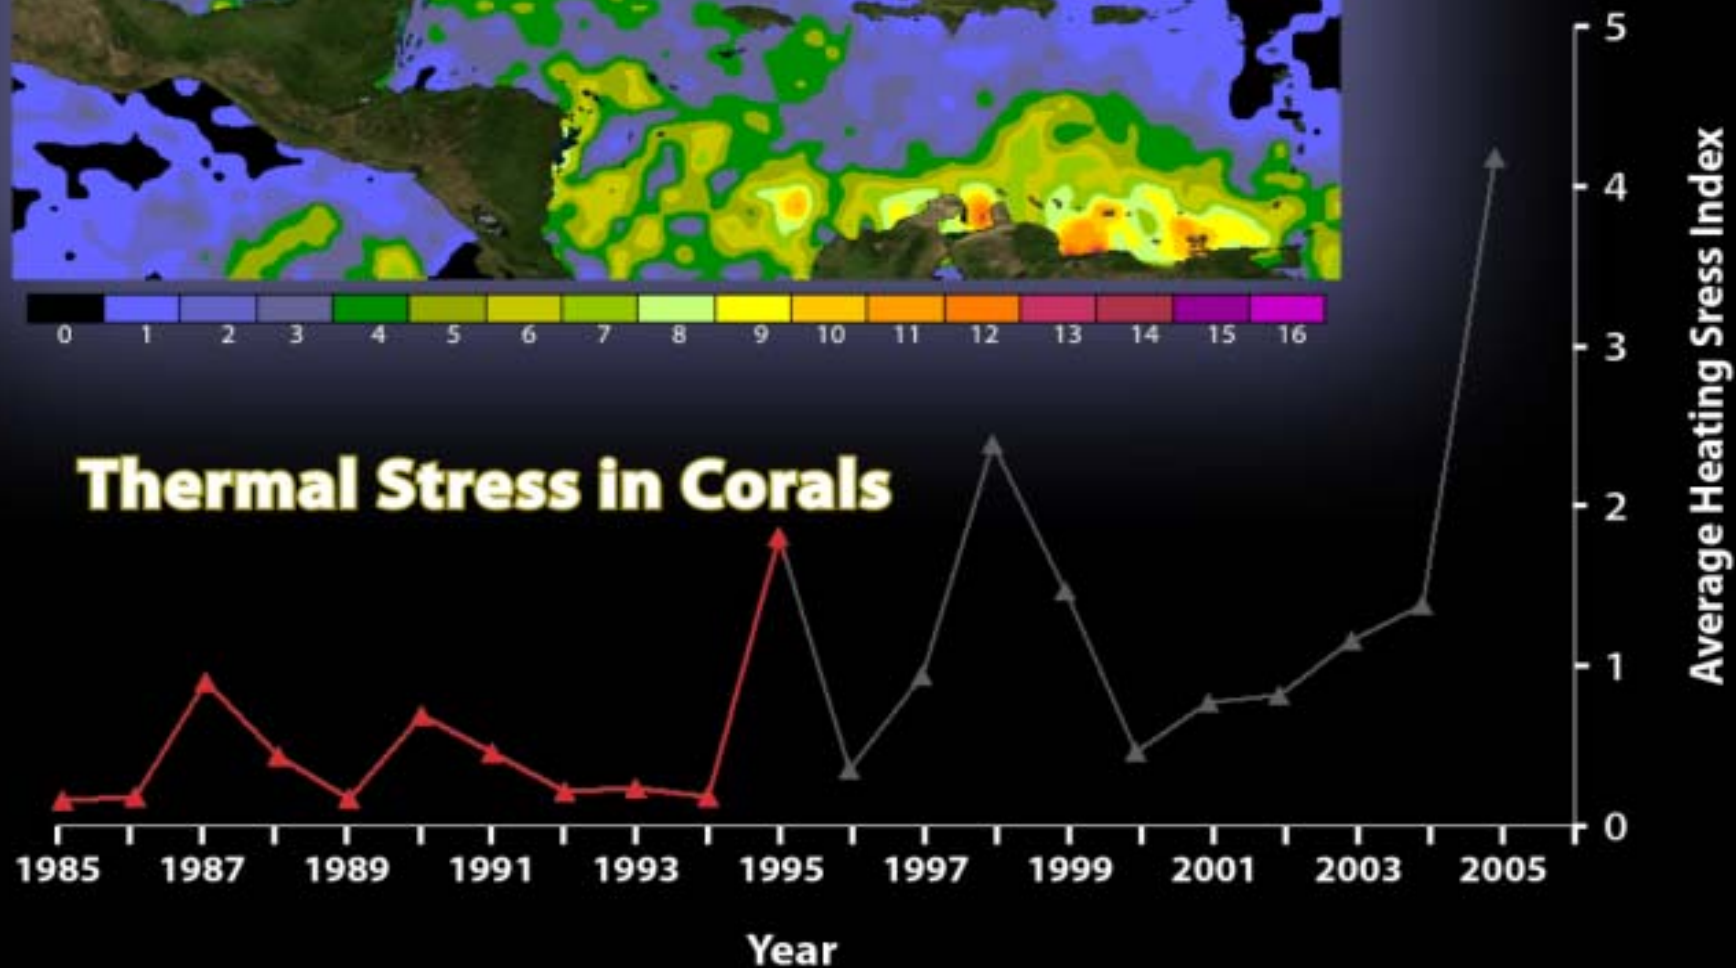 0 1 2 3 4 5 6 7 8 9 10 11 12 13 14 15 16
Thermal Stress in Corals
5
4
3
2
1
0
Average Heating Sress Index
1985 1987 1989 1991 1993 1995 1997 1999 2001 2003 2005
Year